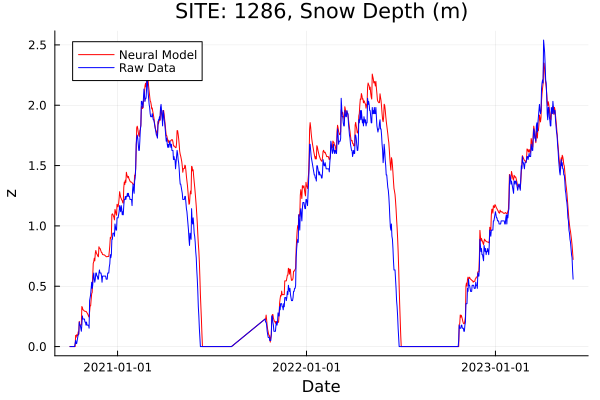 SITE: 1286, Snow Depth (m)
Neural Model
Raw Data
2.5
2.0
1.5
1.0
0.5
0.0
z
2021-01-01
2022-01-01
2023-01-01
Date